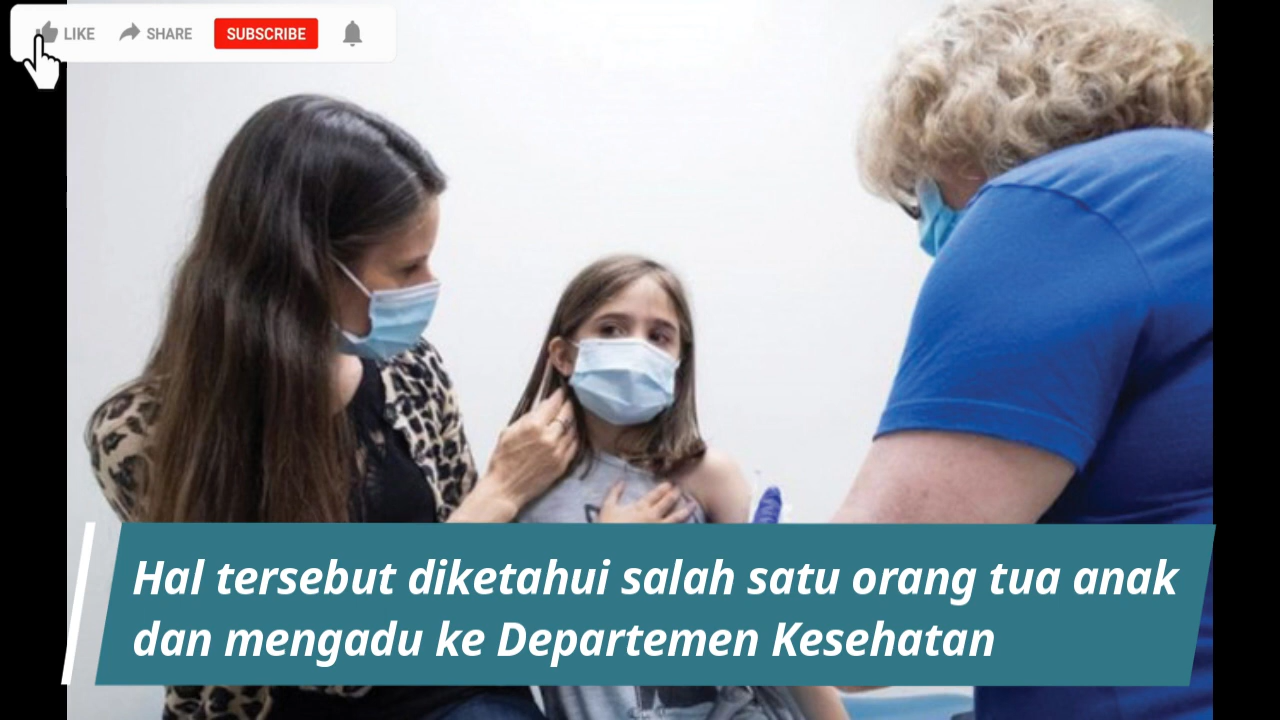 LIKE SHARE SUBSCRIBE
Hal tersebut diketahui salah satu orang tua anak
dan mengadu ke Departemen Kesehatan